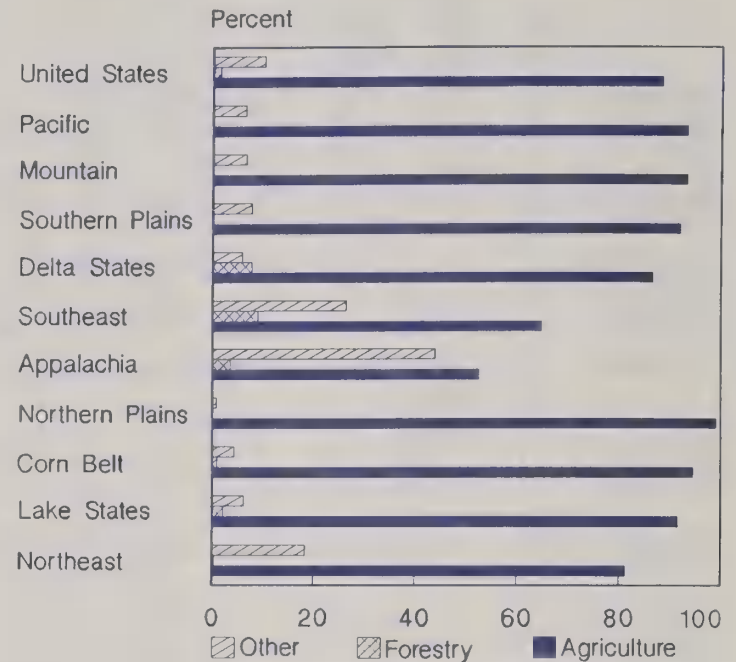 Percent
United States
Pacific
Mountain
Southern Plains
Delta States
Southeast
Appalachia
Northern Plains
Corn Belt
Lake States
Northeast
0 20 40 60 80 100
Other Forestry Agriculture